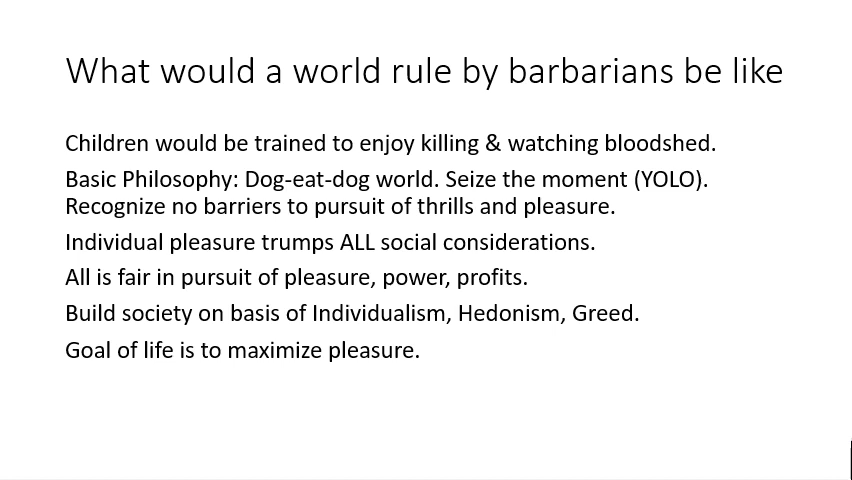 What would a world rule by barbarians be like
Children would be trained to enjoy killing & watching bloodshed.
Basic Philosophy: Dog-eat-dog world. Seize the moment (YOLO).
Recognize no barriers to pursuit of thrills and pleasure.
Individual pleasure trumps ALL social considerations.
All is fair in pursuit of pleasure, power, profits.
Build society on basis of Individualism, Hedonism, Greed.
Goal of life is to maximize pleasure.